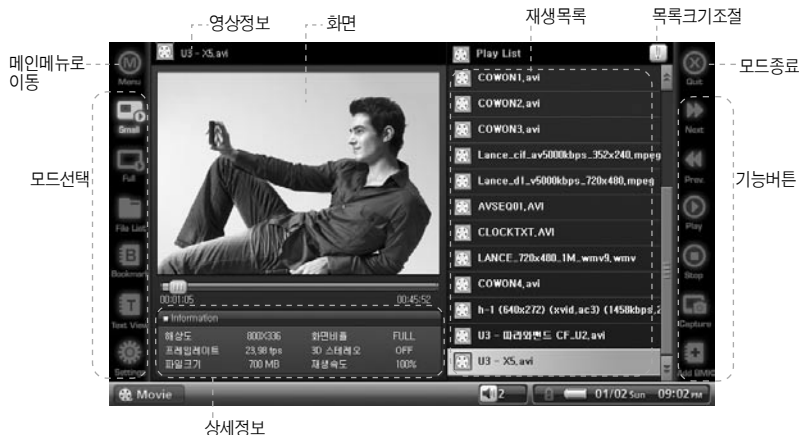 영상정보
화면
재생목록
목록크기조절
메인메뉴로
이동
모드종료
모드선택
기능버튼
상세정보
Menu
Small
Full
File List
Bookmark
Text View
Settings
U3 - X5.avi
00:01:05
00:45:52
■ Information
해상도 800X336 화면비율 FULL
프레임레이트 23,98 fps 3D 스테레오 OFF
파일크기 700 MB 재생속도 100%
Play List
COWON1.avi
COWON2.avi
COWON3.avi
Lance_cif_av5000kbps_352x240.mpeg
Lance_d1_v5000kbps_720x480.mpeg
AVSEQ01.AVI
CLOCKTXT.AVI
LANCE_720x480_1M_wmv9.wmv
COWON4.avi
h-1 (640x272) (xvid,ac3) (1458kbps,2
U3 - 따라와밴드 CF_U2.avi
U3 - X5.avi
Quit
Next
Prev.
Play
Stop
Capture
Add BMK
Movie
2
01/02 Sun 09:02 PM